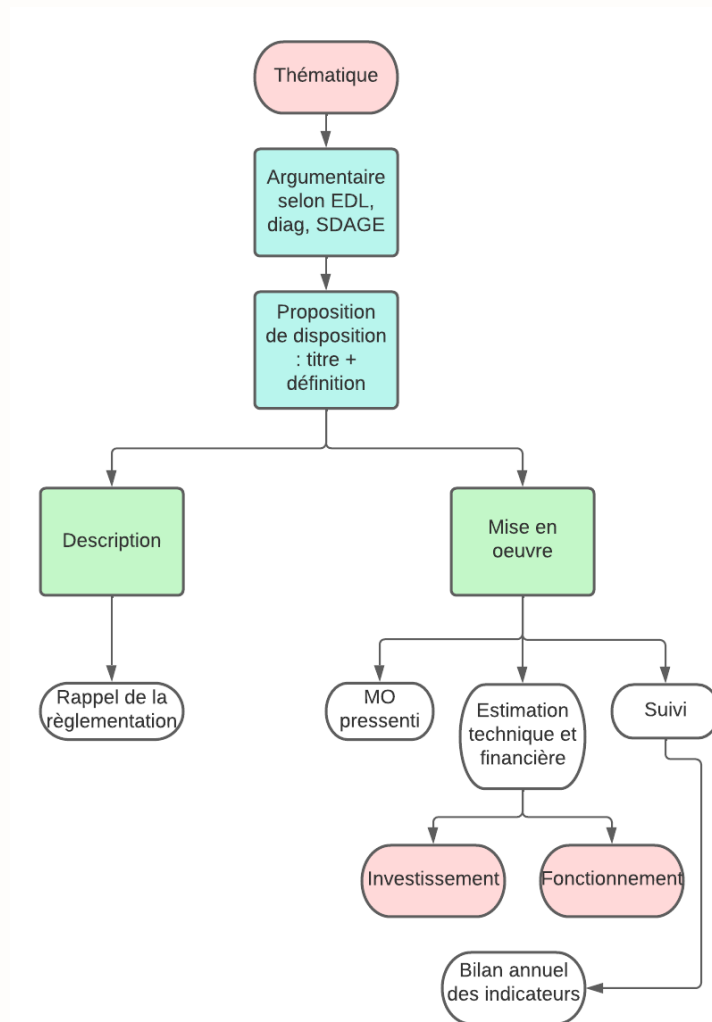 Thématique
Argumentaire
selon EDL,
diag, SDAGE
Proposition
de disposition
: titre +
définition
Description
Mise en
oeuvre
Rappel de la
règlementation
MO
pressenti
Estimation
technique et
financière
Suivi
Investissement
Fonctionnement
Bilan annuel
des indicateurs